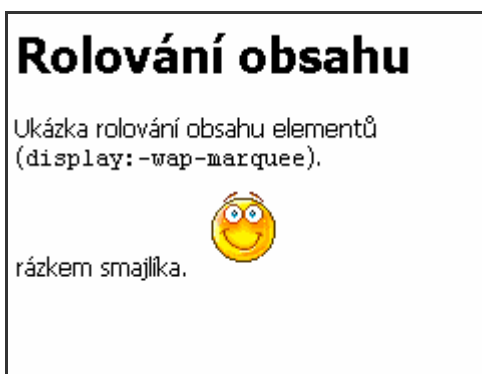 Rolování obsahu
Ukázka rolování obsahu elementů
(display:-wap-marquee).
rázkem smajlíka.